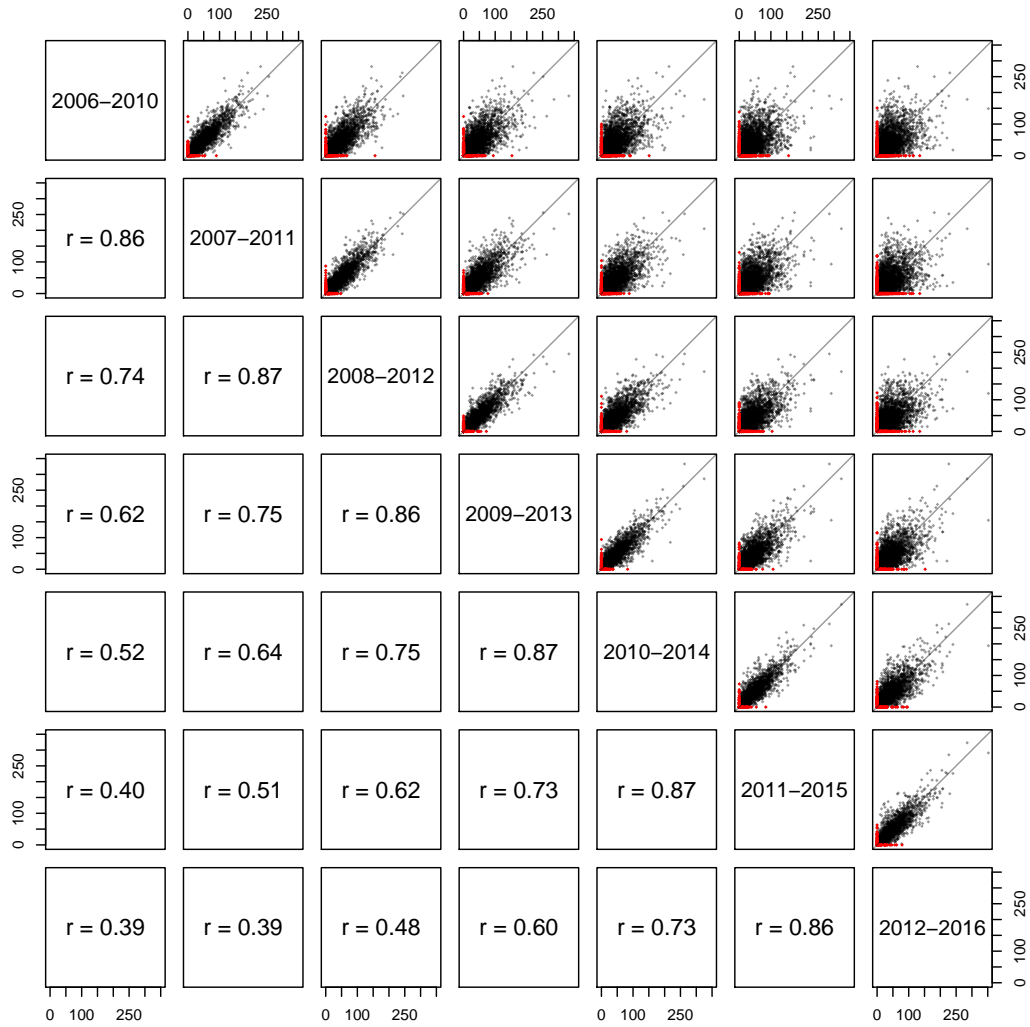 0 100 250 0 100 250 0 100 250
2006−2010
0 100 250
0 100 250
r = 0.86 2007−2011
r = 0.74 r = 0.87 2008−2012
0 100 250
0 100 250
r = 0.62 r = 0.75 r = 0.86 2009−2013
r = 0.52 r = 0.64 r = 0.75 r = 0.87 2010−2014
0 100 250
0 100 250
r = 0.40 r = 0.51 r = 0.62 r = 0.73 r = 0.87 2011−2015
r = 0.39 r = 0.39 r = 0.48 r = 0.60 r = 0.73 r = 0.86 2012−2016
0 100 250
0 100 250 0 100 250 0 100 250 0 100 250